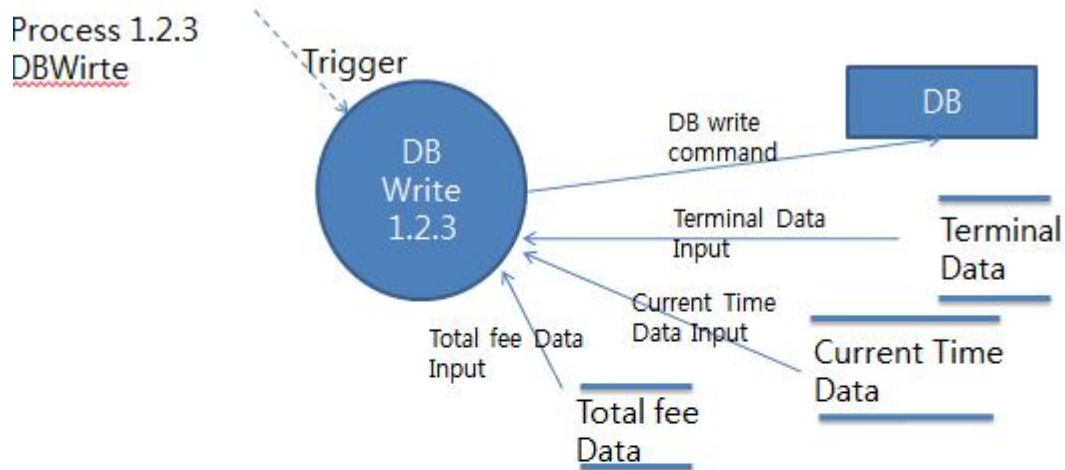 Process 1.2.3
DBWirte
Trigger
DB
Write
1.2.3
DB write
command
DB
Terminal Data
Input
Terminal
Data
Current Time
Data Input
Current Time
Data
Total fee Data
Input
Total fee
Data